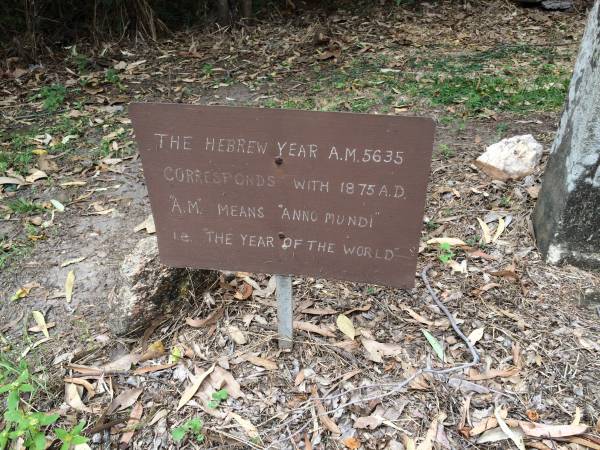 THE HEBREW YEAR A.M. 5635
CORRESPONDS WITH 1875 A.D.
"A.M." MEANS "ANNO MUNDI"
i.e. "THE YEAR OF THE WORLD"